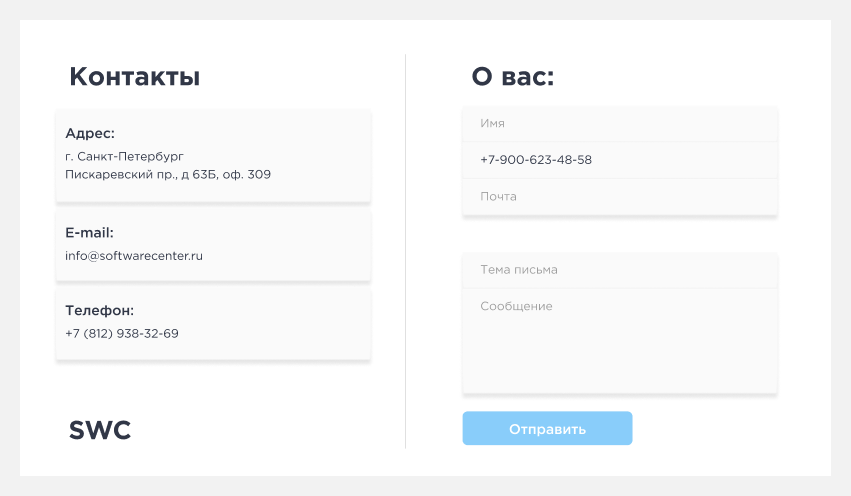 Контакты
Адрес:
г. Санкт-Петербург
Пискаревский пр., д 63Б, оф. 309
E-mail:
info@softwarecenter.ru
Телефон:
+7 (812) 938-32-69
SWC
О вас:
Имя
+7-900-623-48-58
Почта
Тема письма
Сообщение
Отправить